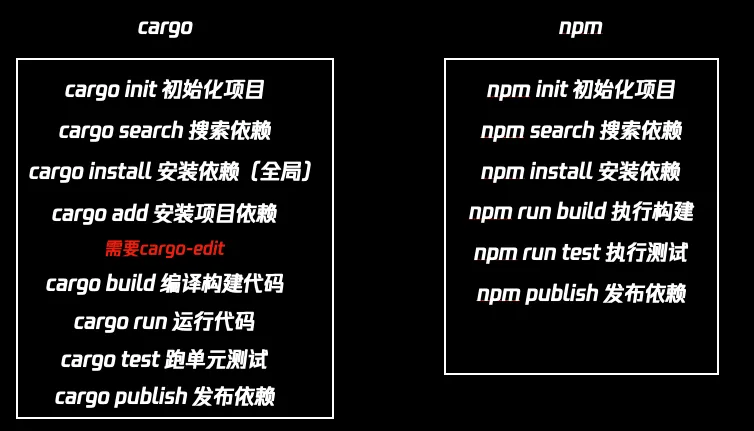 cargo
cargo init 初始化项目
cargo search 搜索依赖
cargo install 安装依赖（全局）
cargo add 安装项目依赖
需要cargo-edit
cargo build 编译构建代码
cargo run 运行代码
cargo test 跑单元测试
cargo publish 发布依赖
npm
npm init 初始化项目
npm search 搜索依赖
npm install 安装依赖
npm run build 执行构建
npm run test 执行测试
npm publish 发布依赖